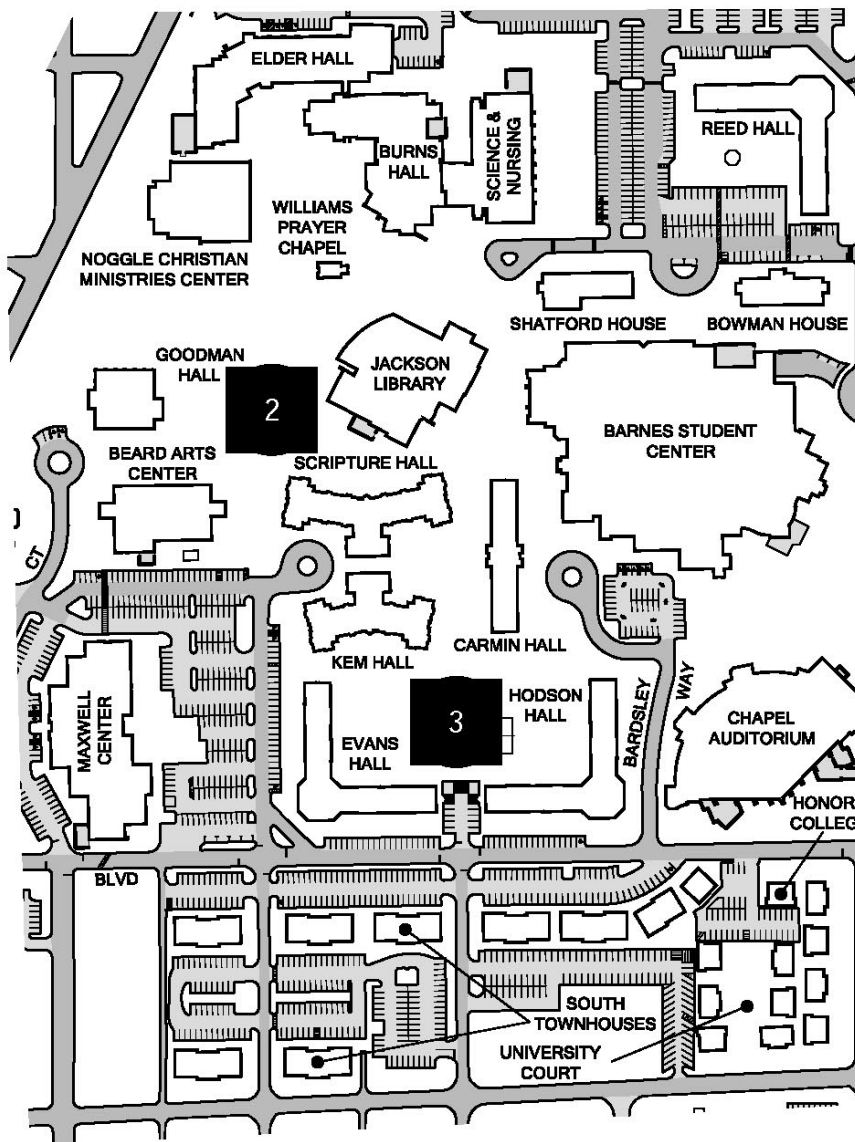 ELDER HALL
SCIENCE &
NURSING
BURNS
HALL
REED HALL
WILLIAMS
PRAYER
CHAPEL
NOGGLE CHRISTIAN
MINISTRIES CENTER
SHATFORD HOUSE
BOWMAN HOUSE
GOODMAN
HALL
JACKSON
LIBRARY
2
BARNES STUDENT
CENTER
BEARD ARTS
CENTER
SCRIPTURE HALL
CT
CARMIN HALL
KEM HALL
BARDSLEY
WAY
MAXWELL
CENTER
HODSON
HALL
3
EVANS
HALL
CHAPEL
AUDITORIUM
HONOR
COLLEG
BLVD
SOUTH
TOWNHOUSES
UNIVERSITY
COURT